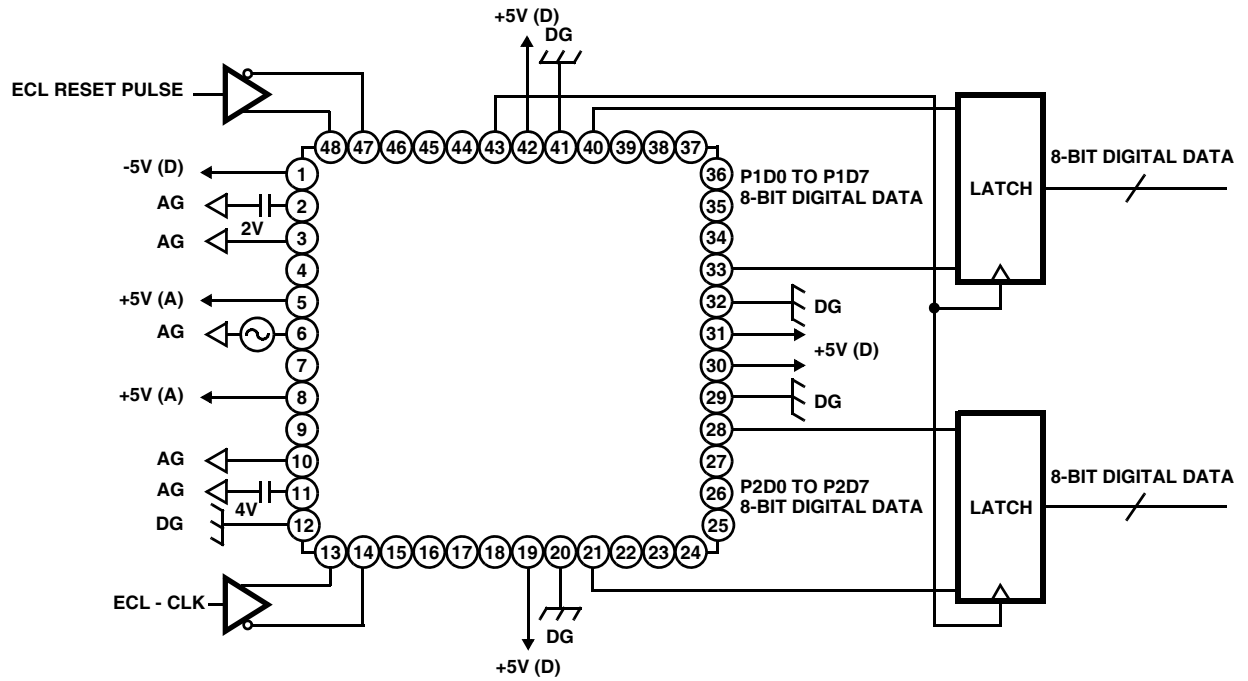 +5V (D)
DG
ECL RESET PULSE
48 47 46 45 44 43 42 41 40 39 38 37
-5V (D)
1
AG
2
2V
AG
3
4
+5V (A)
5
AG
6
7
+5V (A)
8
9
AG
10
AG
11
4V
DG
12
36
P1D0 TO P1D7
8-BIT DIGITAL DATA
35
34
33
32
DG
31
+5V (D)
30
29
DG
28
27
26
P2D0 TO P2D7
8-BIT DIGITAL DATA
25
LATCH
8-BIT DIGITAL DATA
LATCH
8-BIT DIGITAL DATA
13 14 15 16 17 18 19 20 21 22 23 24
ECL - CLK
DG
+5V (D)